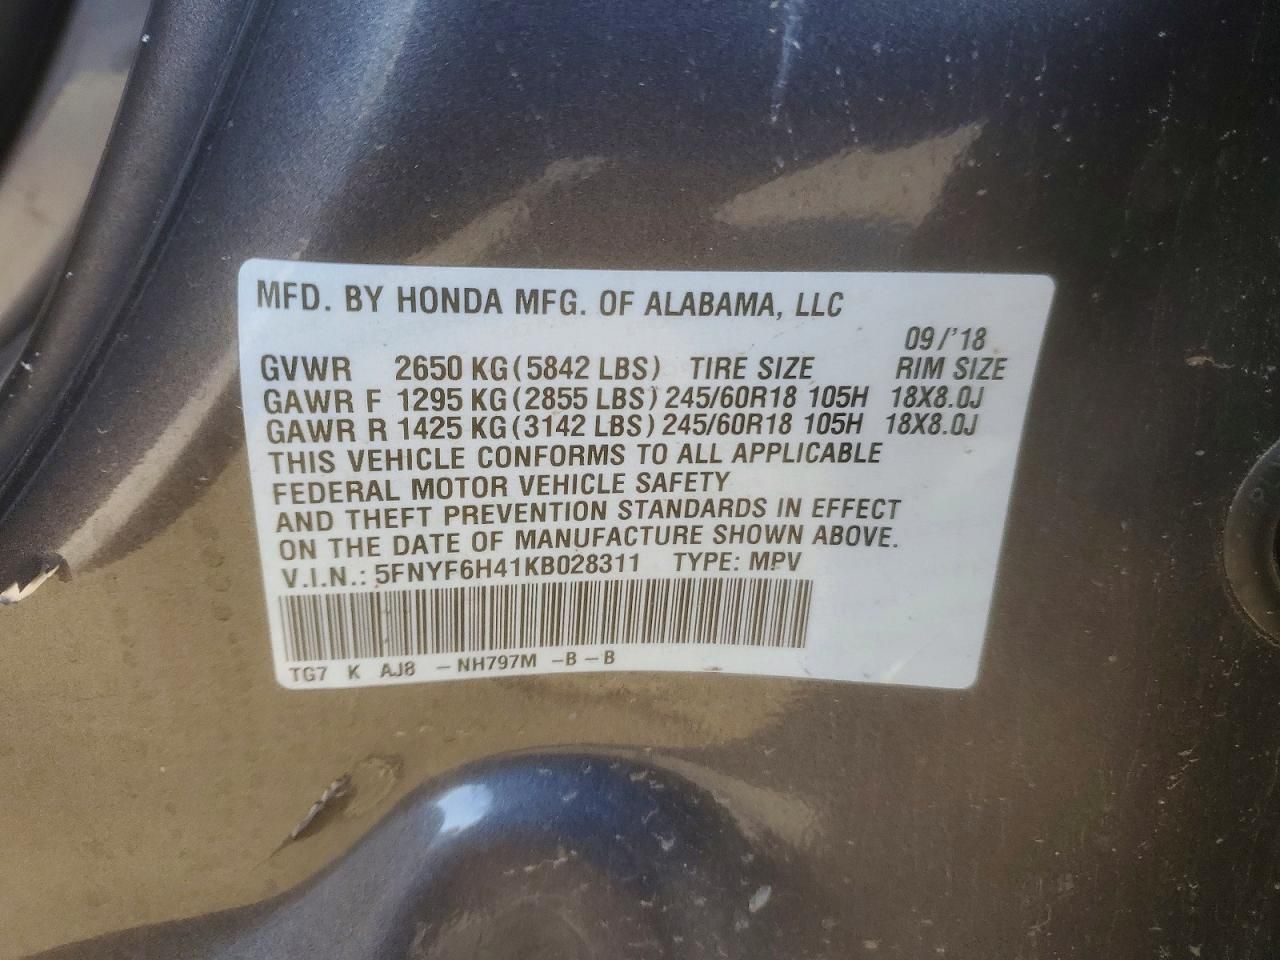 MFD. BY HONDA MFG. OF ALABAMA, LLC
09/'18
GVWR 2650 KG (5842 LBS) TIRE SIZE RIM SIZE
GAWR F 1295 KG (2855 LBS) 245/60R18 105H 18X8.0J
GAWR R 1425 KG (3142 LBS) 245/60R18 105H 18X8.0J
THIS VEHICLE CONFORMS TO ALL APPLICABLE
FEDERAL MOTOR VEHICLE SAFETY
AND THEFT PREVENTION STANDARDS IN EFFECT
ON THE DATE OF MANUFACTURE SHOWN ABOVE.
V.I.N.: 5FNYF6H41KB028311 TYPE: MPV
TG7 K AJ8 - NH797M - B - B